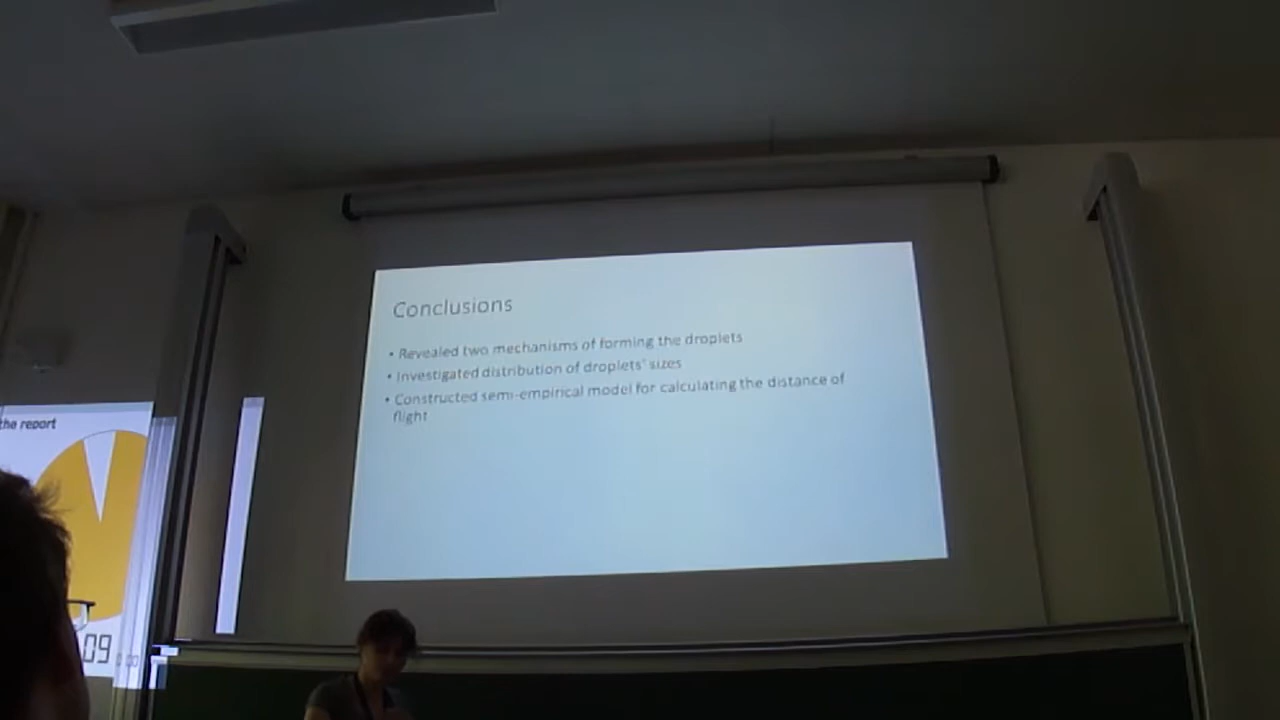 Conclusions
• Revealed two mechanisms of forming the droplets
• Investigated distribution of droplets' sizes
• Constructed semi-empirical model for calculating the distance of
flight
the report
09